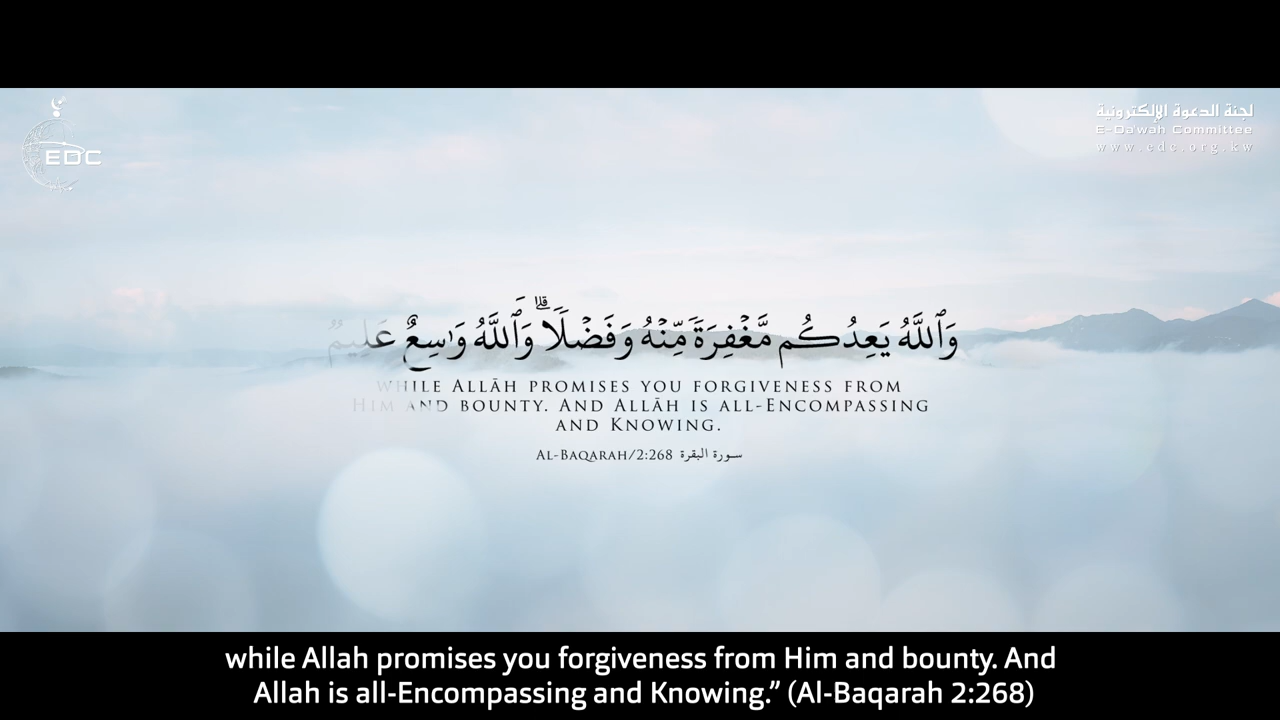 EDC
لجنة الدعوة الإلكترونية
E-Da'wah Committee
www.edc.org.kw
وَٱللَّهُ يَعِدُكُم مَّغْفِرَةً مِّنْهُ وَفَضْلًا ۗ وَٱللَّهُ وَٰسِعٌ عَلِيمٌ
WHILE ALLĀH PROMISES YOU FORGIVENESS FROM
HIM AND BOUNTY. AND ALLĀH IS ALL-ENCOMPASSING
AND KNOWING.
AL-BAQARAH/2:268 سورة البقرة
while Allah promises you forgiveness from Him and bounty. And
Allah is all-Encompassing and Knowing.” (Al-Baqarah 2:268)